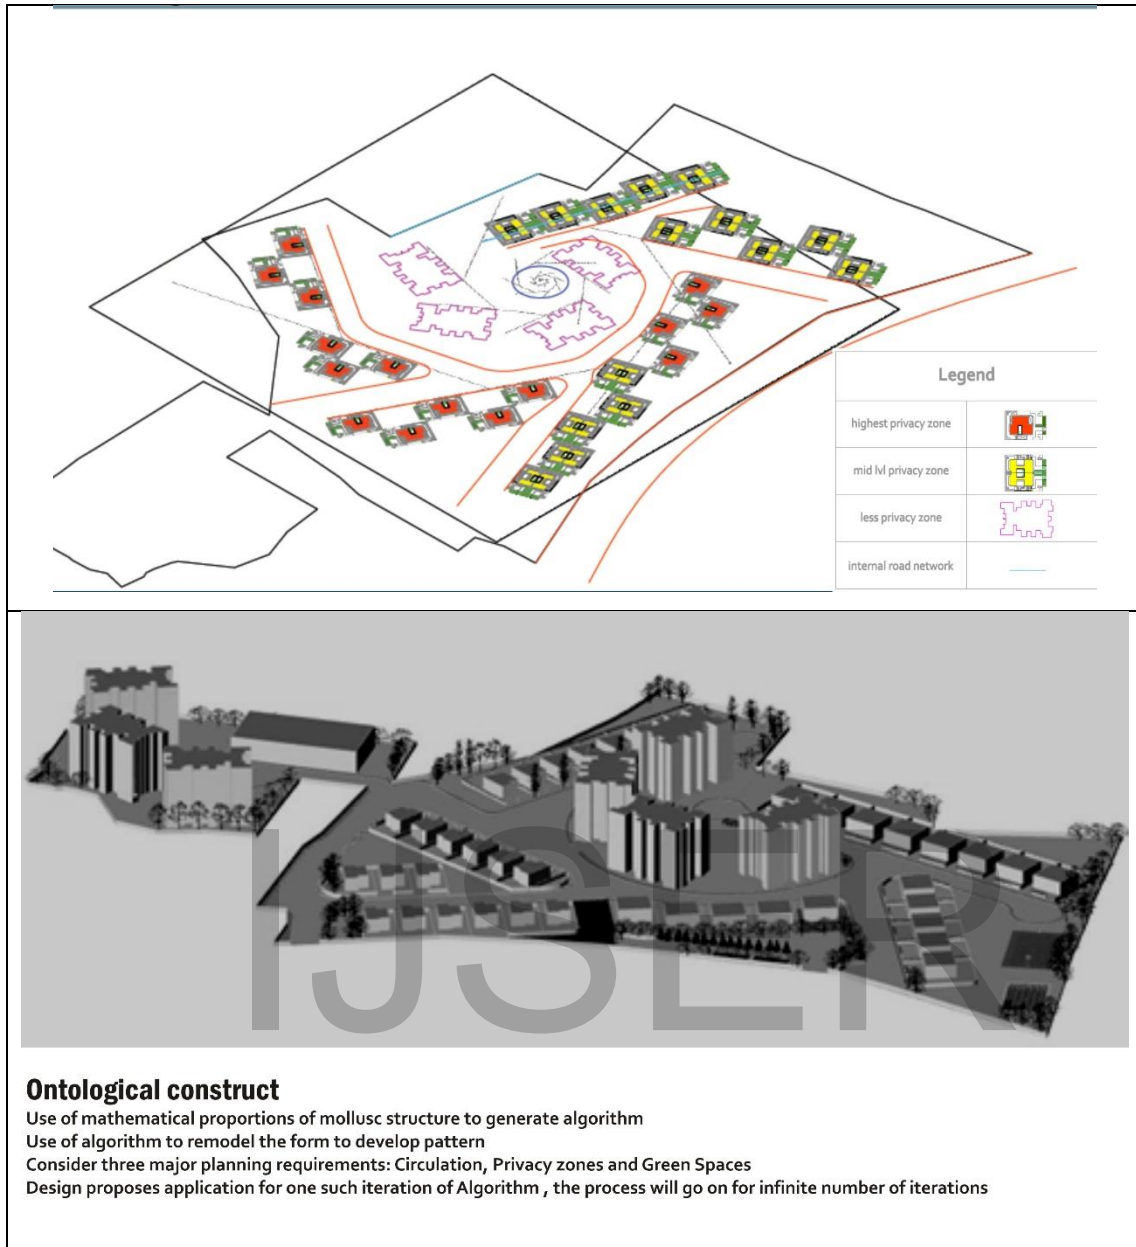 Legend
highest privacy zone
mid lvl privacy zone
less privacy zone
internal road network
IJSER
Ontological construct
Use of mathematical proportions of mollusc structure to generate algorithm
Use of algorithm to remodel the form to develop pattern
Consider three major planning requirements: Circulation, Privacy zones and Green Spaces
Design proposes application for one such iteration of Algorithm , the process will go on for infinite number of iterations